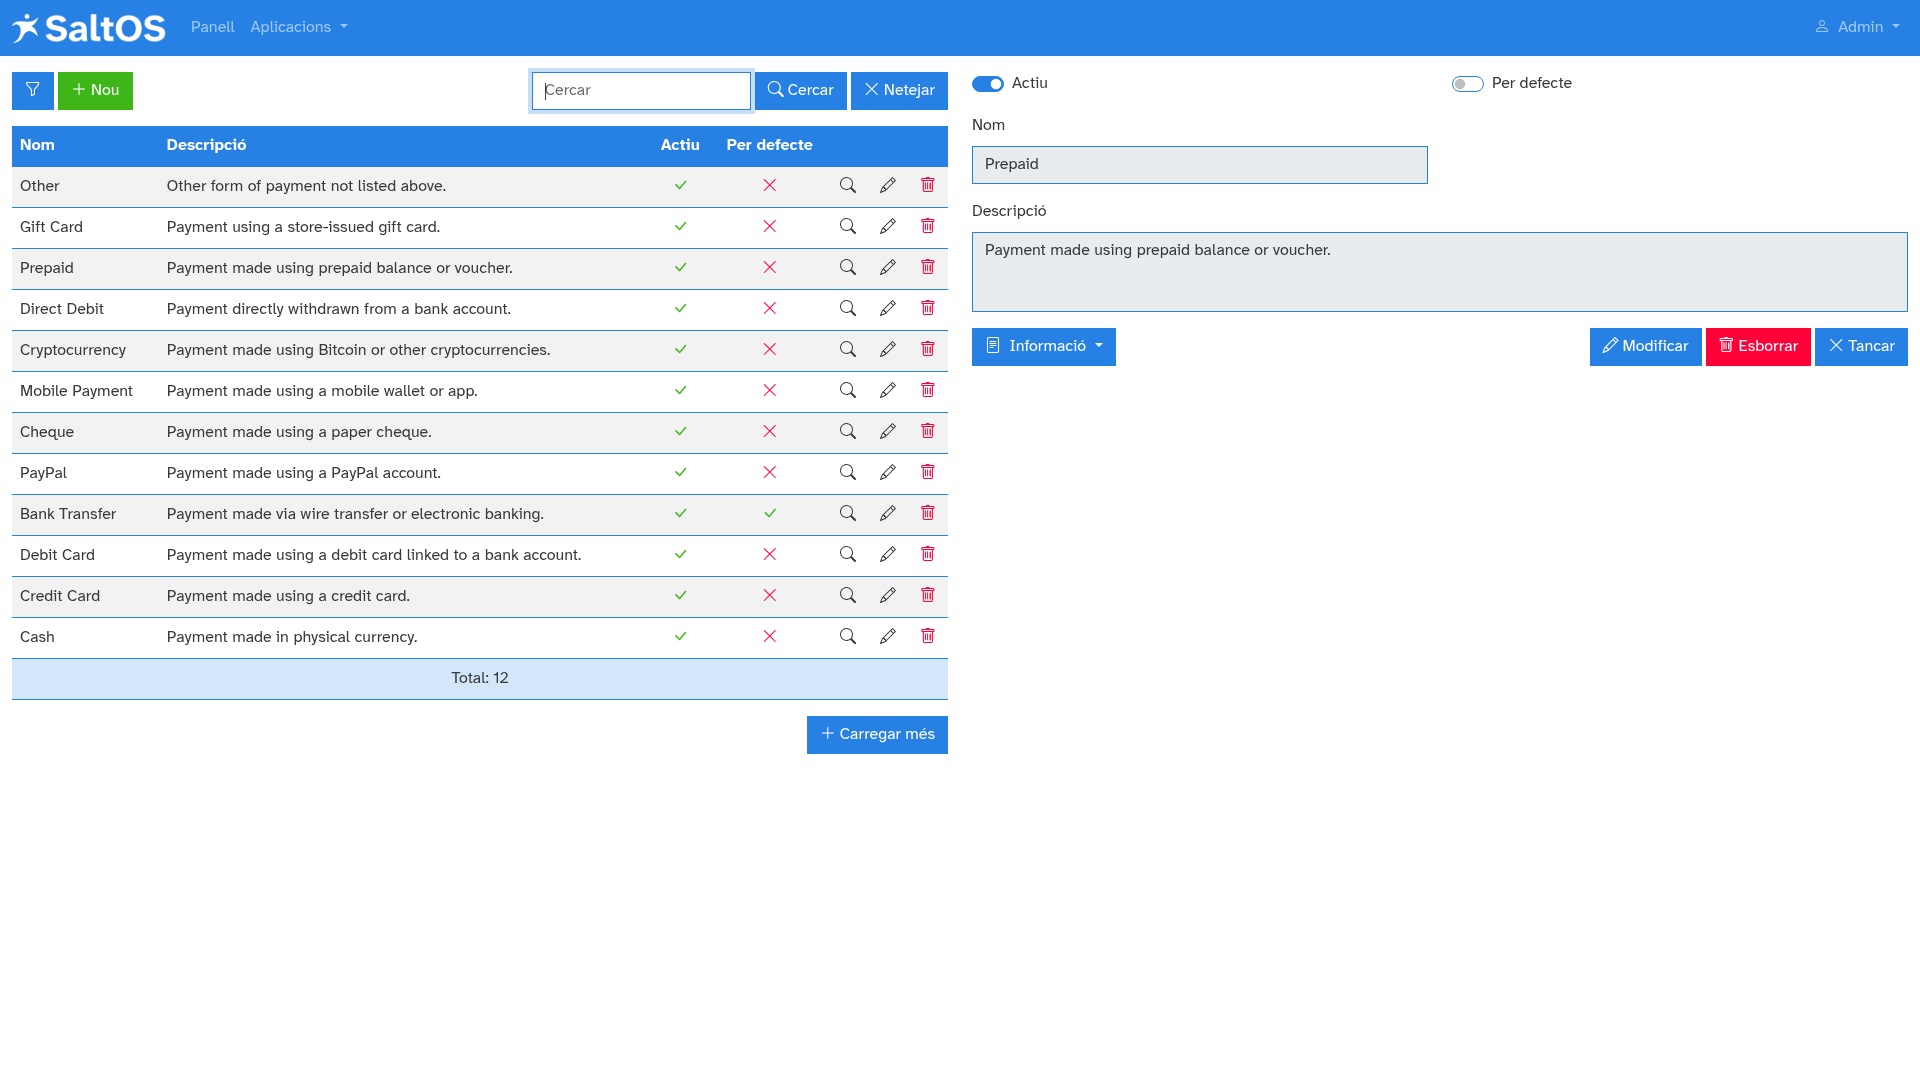 SaltOS Panell Aplicacions Admin
Nou Cercar Cercar Netejar
Nom Descripció Actiu Per defecte
Other Other form of payment not listed above.
Gift Card Payment using a store-issued gift card.
Prepaid Payment made using prepaid balance or voucher.
Direct Debit Payment directly withdrawn from a bank account.
Cryptocurrency Payment made using Bitcoin or other cryptocurrencies.
Mobile Payment Payment made using a mobile wallet or app.
Cheque Payment made using a paper cheque.
PayPal Payment made using a PayPal account.
Bank Transfer Payment made via wire transfer or electronic banking.
Debit Card Payment made using a debit card linked to a bank account.
Credit Card Payment made using a credit card.
Cash Payment made in physical currency.
Total: 12
Carregar més
Actiu Per defecte
Nom
Prepaid
Descripció
Payment made using prepaid balance or voucher.
Informació Modificar Esborrar Tancar